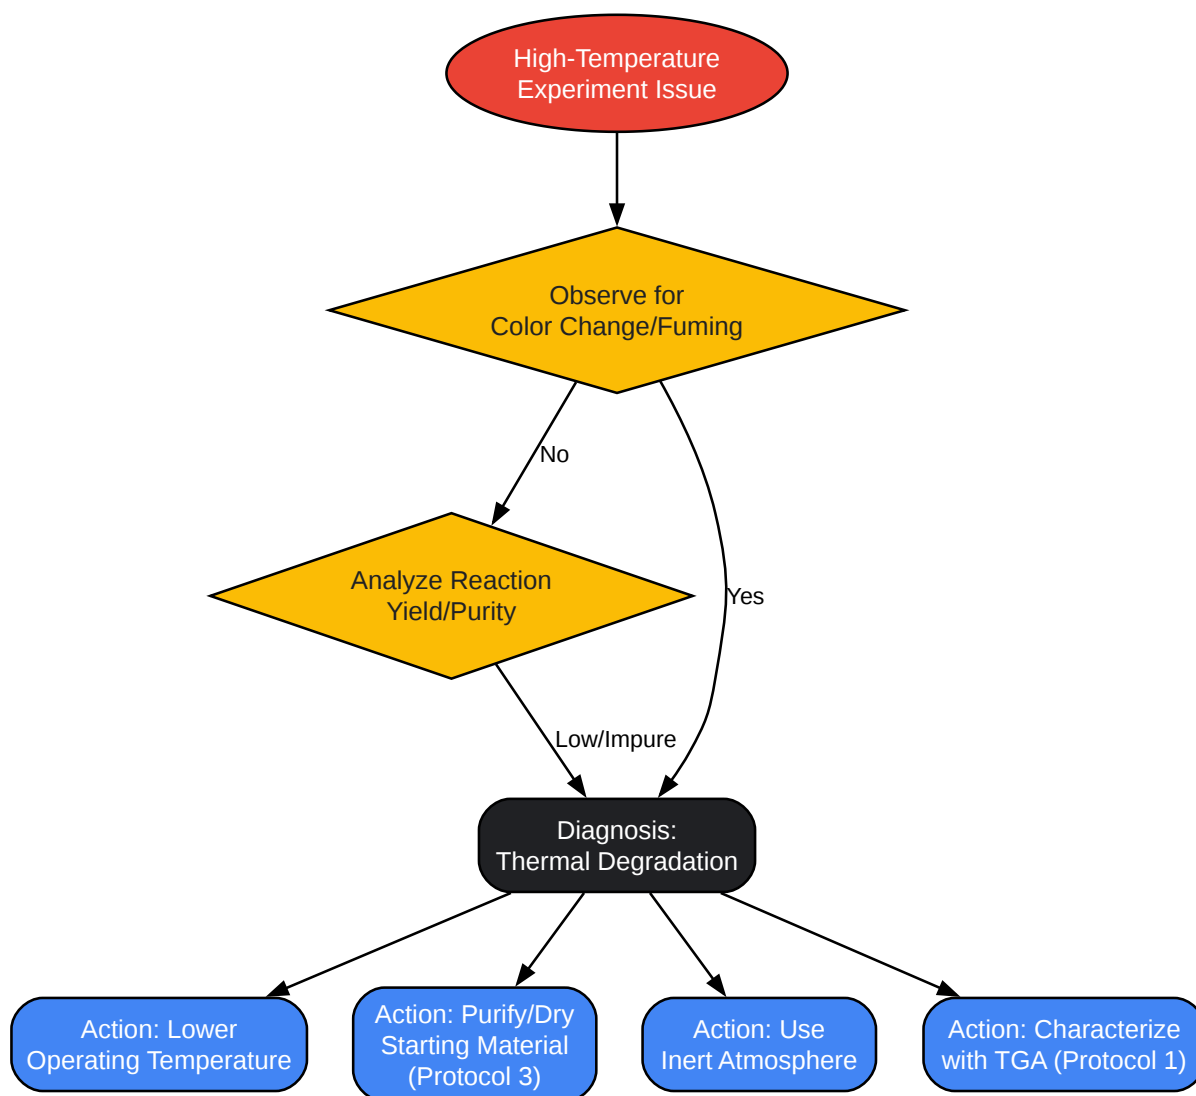 High-Temperature
Experiment Issue
Observe for
Color Change/Fuming
No
Analyze Reaction
Yield/Purity
Yes
Low/Impure
Diagnosis:
Thermal Degradation
Action: Lower
Operating Temperature
Action: Purify/Dry
Starting Material
(Protocol 3)
Action: Use
Inert Atmosphere
Action: Characterize
with TGA (Protocol 1)